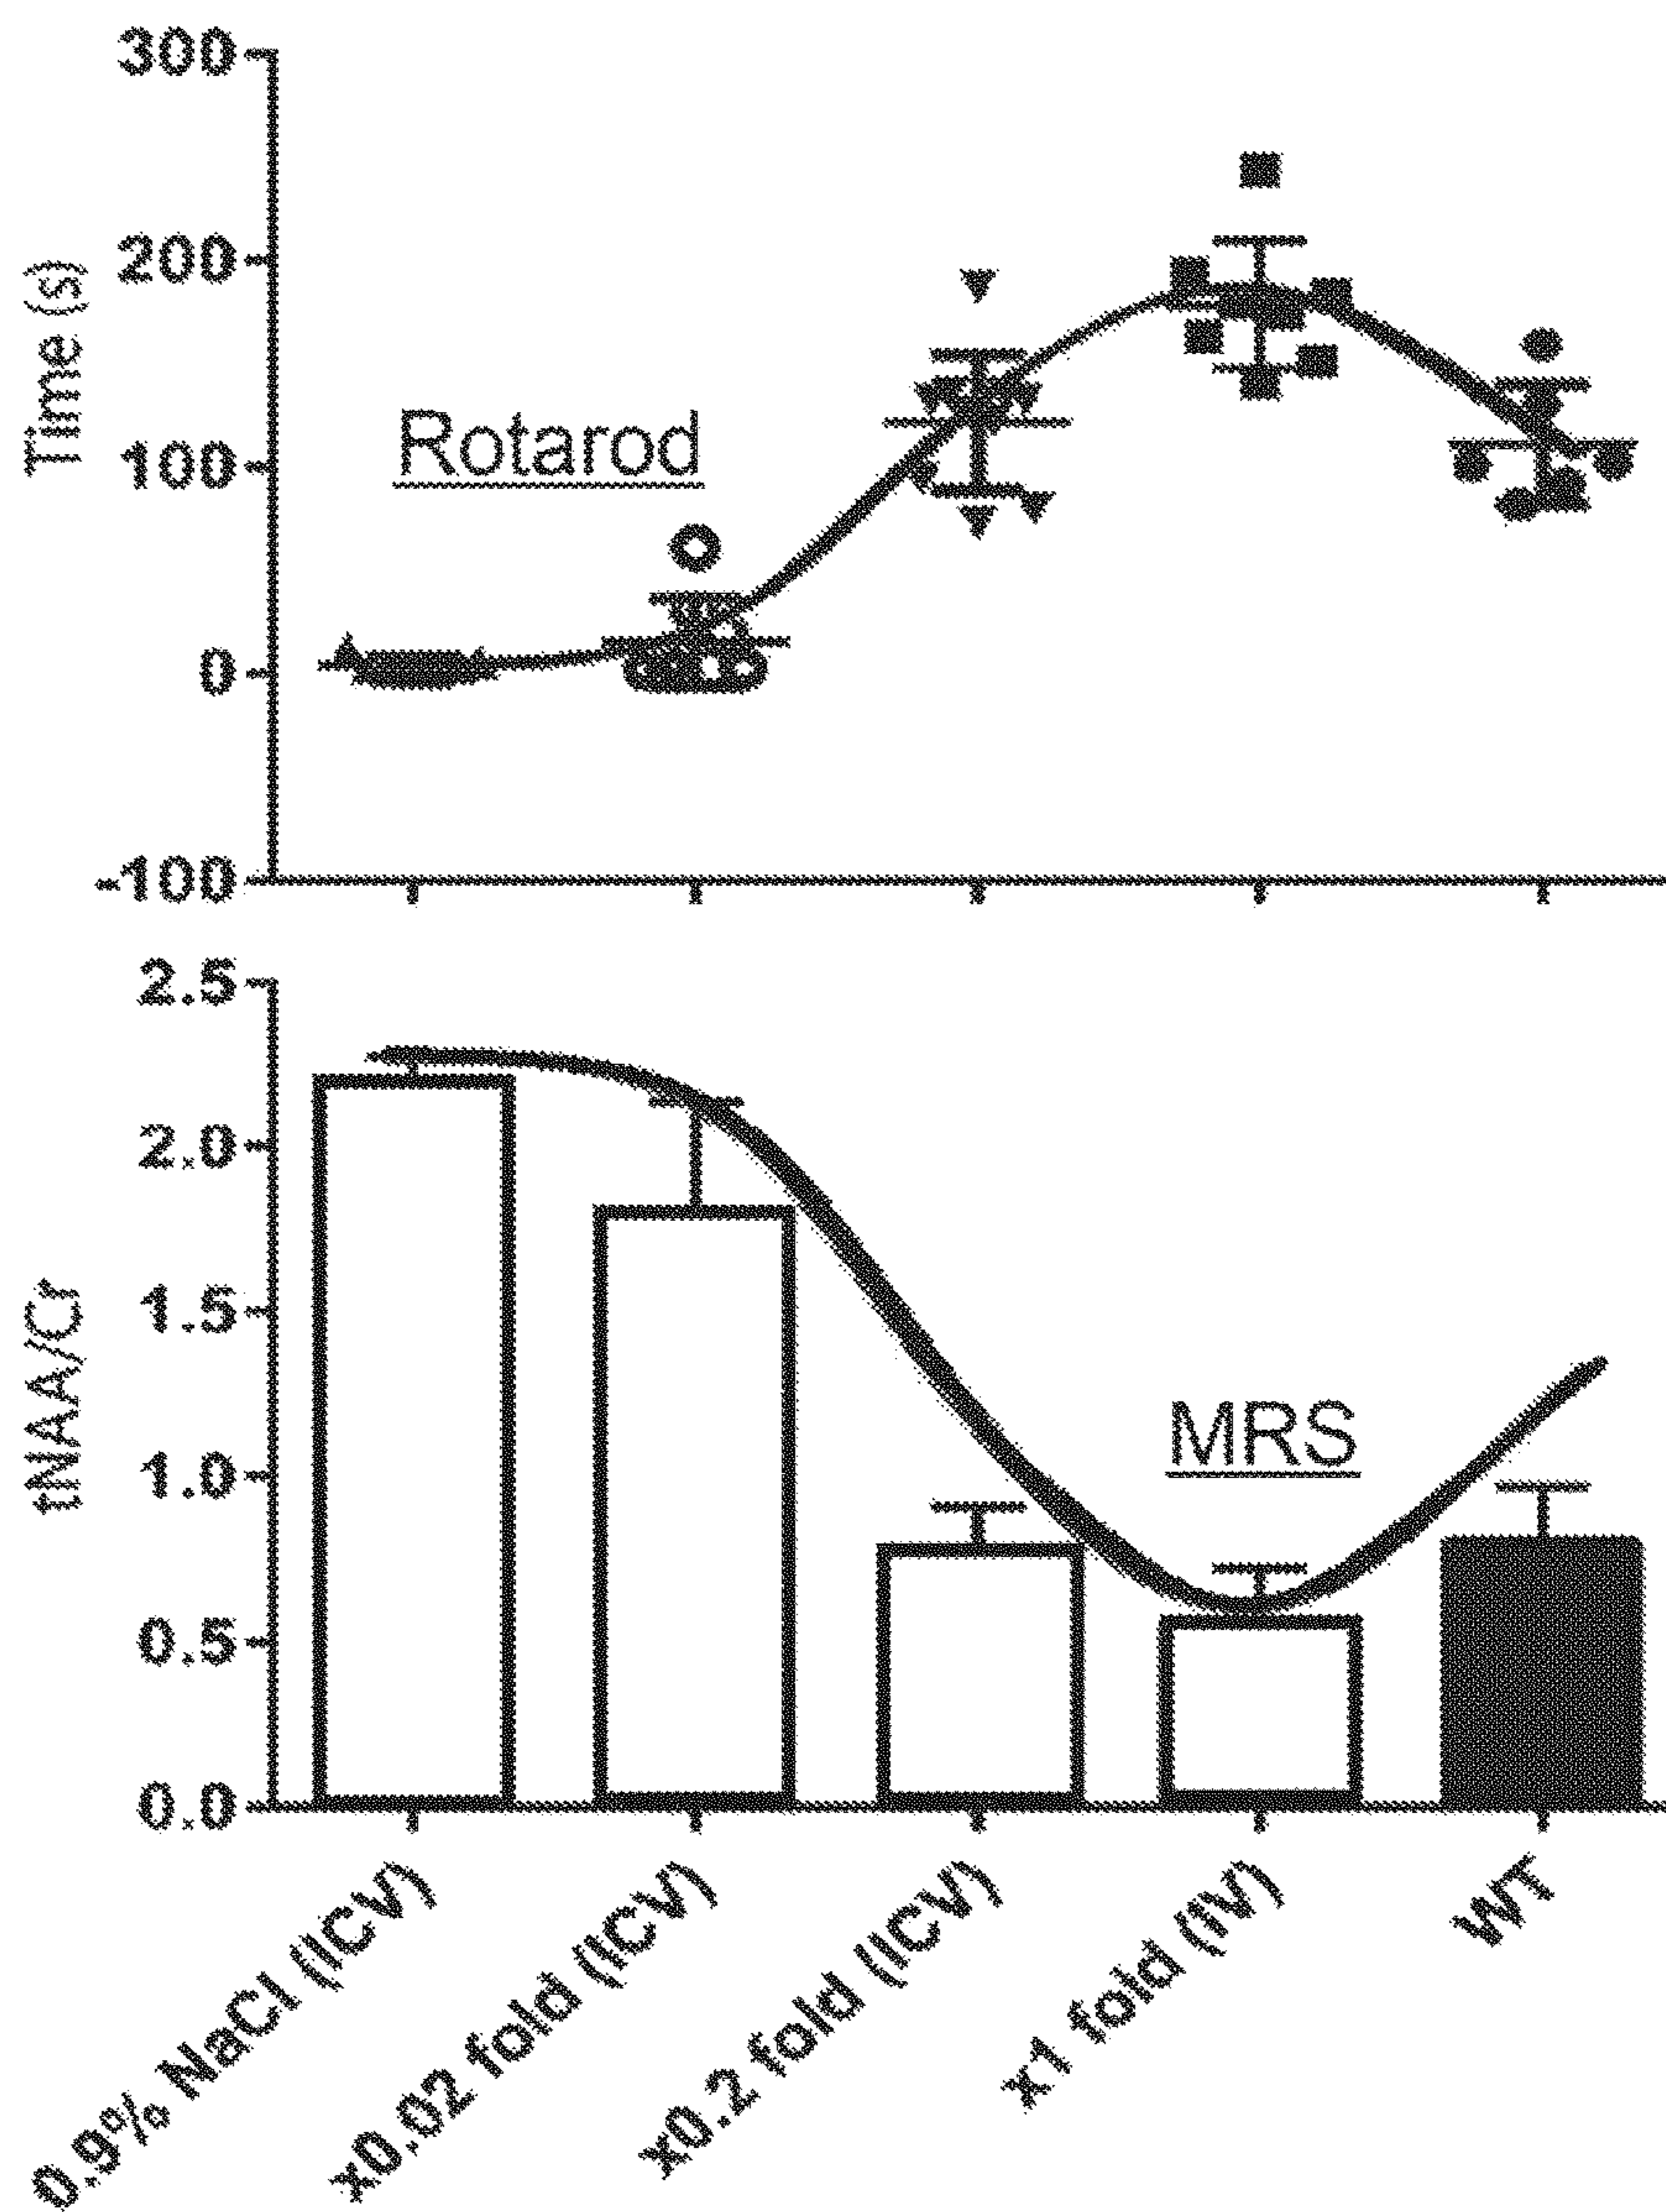 300
200
100
0
-100
Time (s)
Rotarod
2.5
2.0
1.5
1.0
0.5
0.0
tNAA/Cr
MRS
0.9% NaCl (ICV)
x0.02 fold (ICV)
x0.2 fold (ICV)
x1 fold (IV)
WT